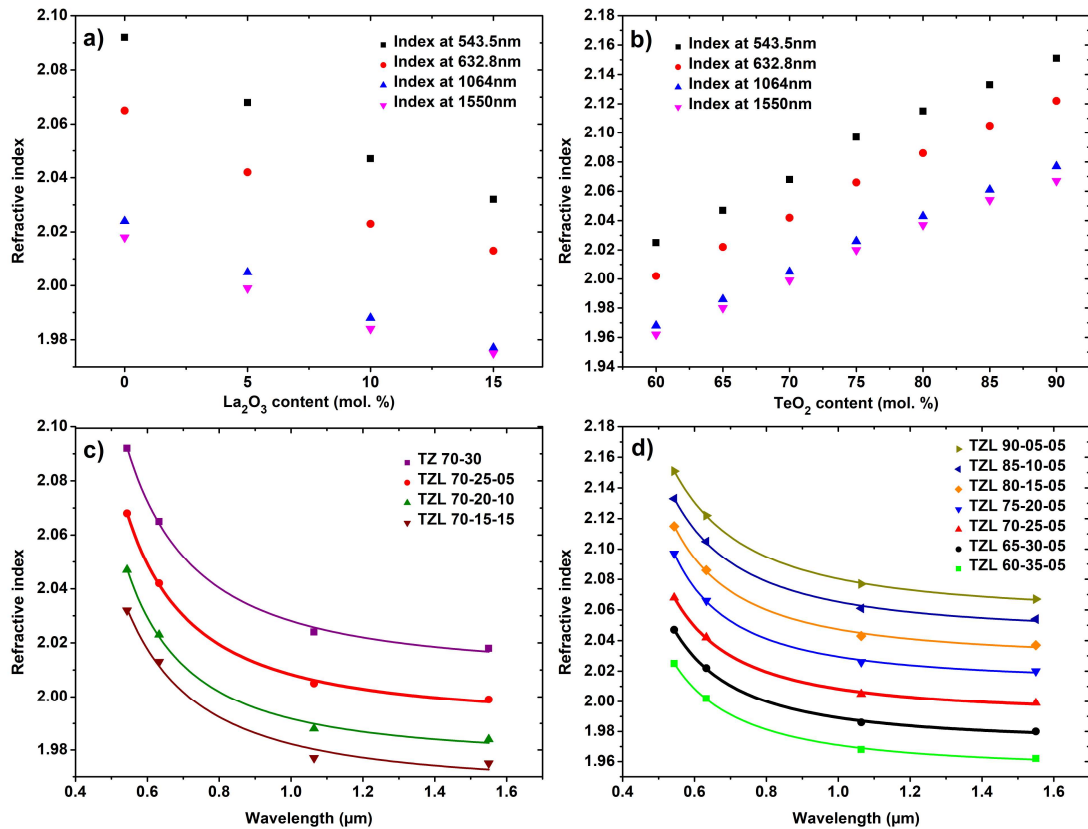 a)
Index at 543.5nm
Index at 632.8nm
Index at 1064nm
Index at 1550nm
2.10
2.08
2.06
2.04
2.02
2.00
1.98
Refractive index
0 5 10 15
La₂O₃ content (mol. %)
b)
Index at 543.5nm
Index at 632.8nm
Index at 1064nm
Index at 1550nm
2.18
2.16
2.14
2.12
2.10
2.08
2.06
2.04
2.02
2.00
1.98
1.96
1.94
Refractive index
60 65 70 75 80 85 90
TeO₂ content (mol. %)
c)
TZ 70-30
TZL 70-25-05
TZL 70-20-10
TZL 70-15-15
2.10
2.08
2.06
2.04
2.02
2.00
1.98
Refractive index
0.4 0.6 0.8 1.0 1.2 1.4 1.6
Wavelength (µm)
d)
TZL 90-05-05
TZL 85-10-05
TZL 80-15-05
TZL 75-20-05
TZL 70-25-05
TZL 65-30-05
TZL 60-35-05
2.18
2.16
2.14
2.12
2.10
2.08
2.06
2.04
2.02
2.00
1.98
1.96
Refractive index
0.4 0.6 0.8 1.0 1.2 1.4 1.6
Wavelength (µm)